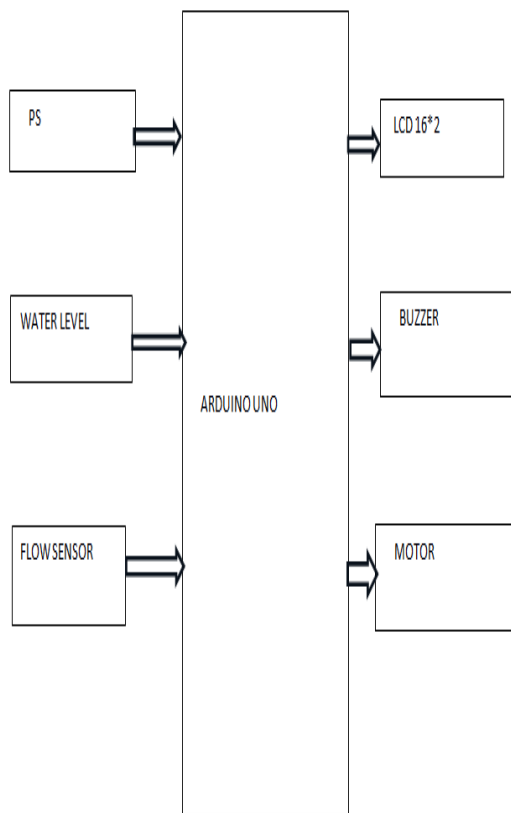 PS
LCD 16*2
WATER LEVEL
BUZZER
ARDUINO UNO
FLOW SENSOR
MOTOR